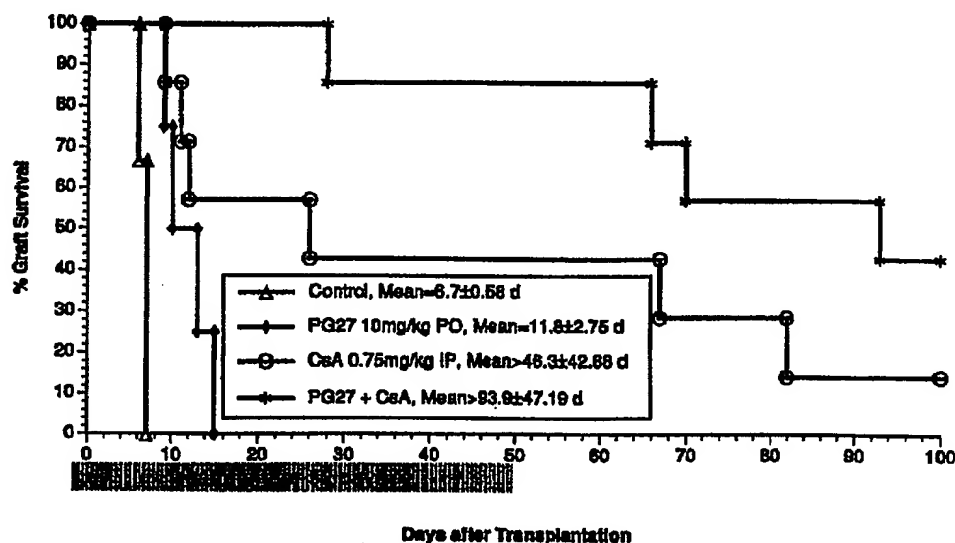 % Graft Survival
100
90
80
70
60
50
40
30
20
10
0
Control, Mean=6.7±0.58 d
PG27 10mg/kg PO, Mean=11.8±2.75 d
CsA 0.75mg/kg IP, Mean>46.3±42.88 d
PG27 + CsA, Mean>93.9±47.19 d
0 10 20 30 40 50 60 70 80 90 100
Days after Transplantation